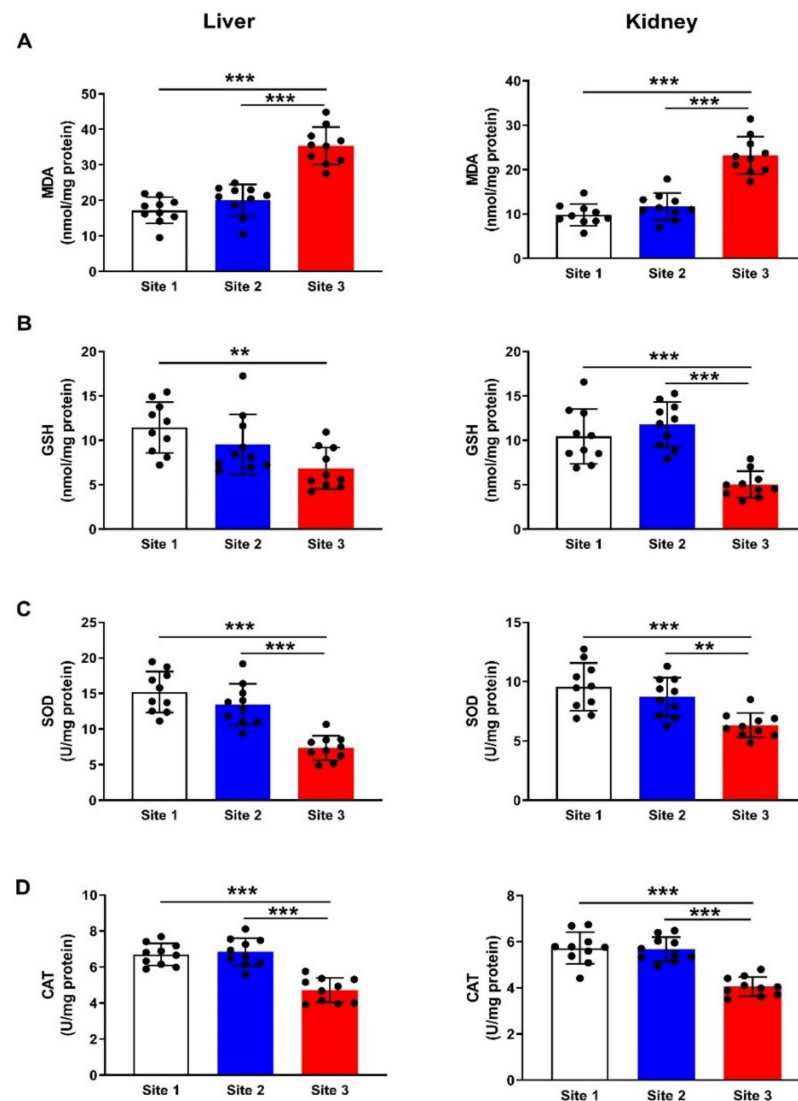 Liver Kidney
A
*** ***
*** ***
MDA
(nmol/mg protein)
50
40
30
20
10
0
Site 1 Site 2 Site 3
MDA
(nmol/mg protein)
40
30
20
10
0
Site 1 Site 2 Site 3
B
** ***
***
GSH
(nmol/mg protein)
20
15
10
5
0
Site 1 Site 2 Site 3
GSH
(nmol/mg protein)
20
15
10
5
0
Site 1 Site 2 Site 3
C
*** ***
*** **
SOD
(U/mg protein)
25
20
15
10
5
0
Site 1 Site 2 Site 3
SOD
(U/mg protein)
15
10
5
0
Site 1 Site 2 Site 3
D
*** ***
*** ***
CAT
(U/mg protein)
10
8
6
4
2
0
Site 1 Site 2 Site 3
CAT
(U/mg protein)
8
6
4
2
0
Site 1 Site 2 Site 3